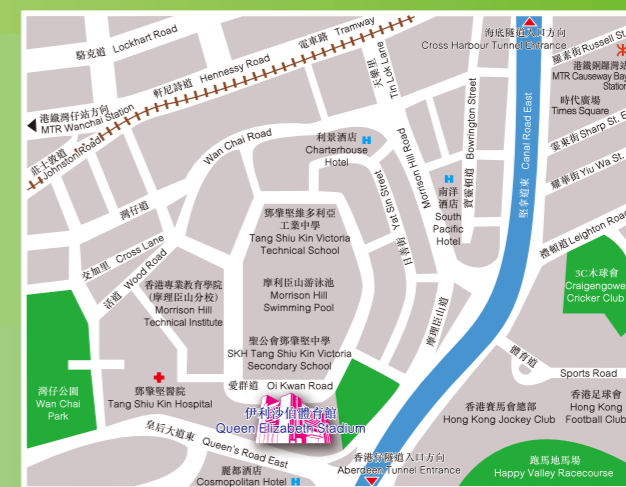 駱克道 Lockhart Road
電車路 Tramway
軒尼詩道 Hennessy Road
港鐵灣仔站方向
MTR Wanchai Station
莊士敦道
Johnston Road
天樂里
Tin Lok Lane
海底隧道入口方向
Cross Harbour Tunnel Entrance
羅素街 Russell St.
港鐵銅鑼灣站
MTR Causeway Bay
Station
時代廣場
Times Square
霎東街 Sharp St. E
耀華街 Yiu Wa St.
禮頓道 Leighton Road
堅拿道東 Canal Road East
寶靈頓道 Bowrington Street
Morrison Hill Road
摩理臣山道
Wan Chai Road
灣仔道
利景酒店
Charterhouse
Hotel
Yat Sin Street
日善街
南洋
酒店
South
Pacific
Hotel
交加里 Cross Lane
活道 Wood Road
鄧肇堅維多利亞
工業中學
Tang Shiu Kin Victoria
Technical School
香港專業教育學院
(摩理臣山分校)
Morrison Hill
Technical Institute
摩利臣山游泳池
Morrison Hill
Swimming Pool
聖公會鄧肇堅中學
SKH Tang Shiu Kin Victoria
Secondary School
3C木球會
Craigengower
Cricker Club
體育道
Sports Road
灣仔公園
Wan Chai
Park
鄧肇堅醫院
Tang Shiu Kin Hospital
愛群道 Oi Kwan Road
伊利沙伯體育館
Queen Elizabeth Stadium
香港賽馬會總部
Hong Kong Jockey Club
香港足球會
Hong Kong
Football Club
皇后大道東 Queen's Road East
麗都酒店
Cosmopolitan Hotel
香港仔隧道入口方向
Aberdeen Tunnel Entrance
跑馬地馬場
Happy Valley Racecourse